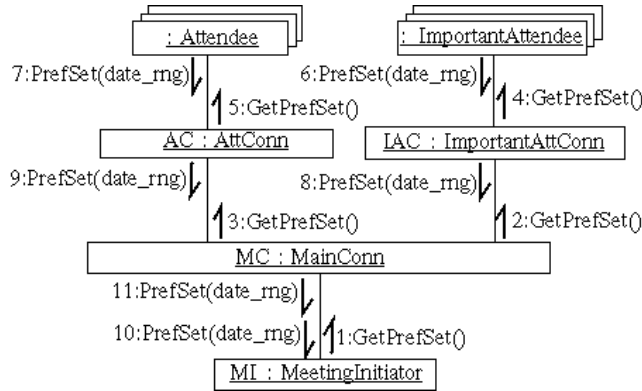 : Attendee
: ImportantAttendee
7:PrefSet(date_rng)
6:PrefSet(date_rng)
5:GetPrefSet()
4:GetPrefSet()
AC : AttConn
IAC : ImportantAttConn
9:PrefSet(date_rng)
8:PrefSet(date_rng)
3:GetPrefSet()
2:GetPrefSet()
MC : MainConn
11:PrefSet(date_rng)
10:PrefSet(date_rng)
1:GetPrefSet()
MI : MeetingInitiator